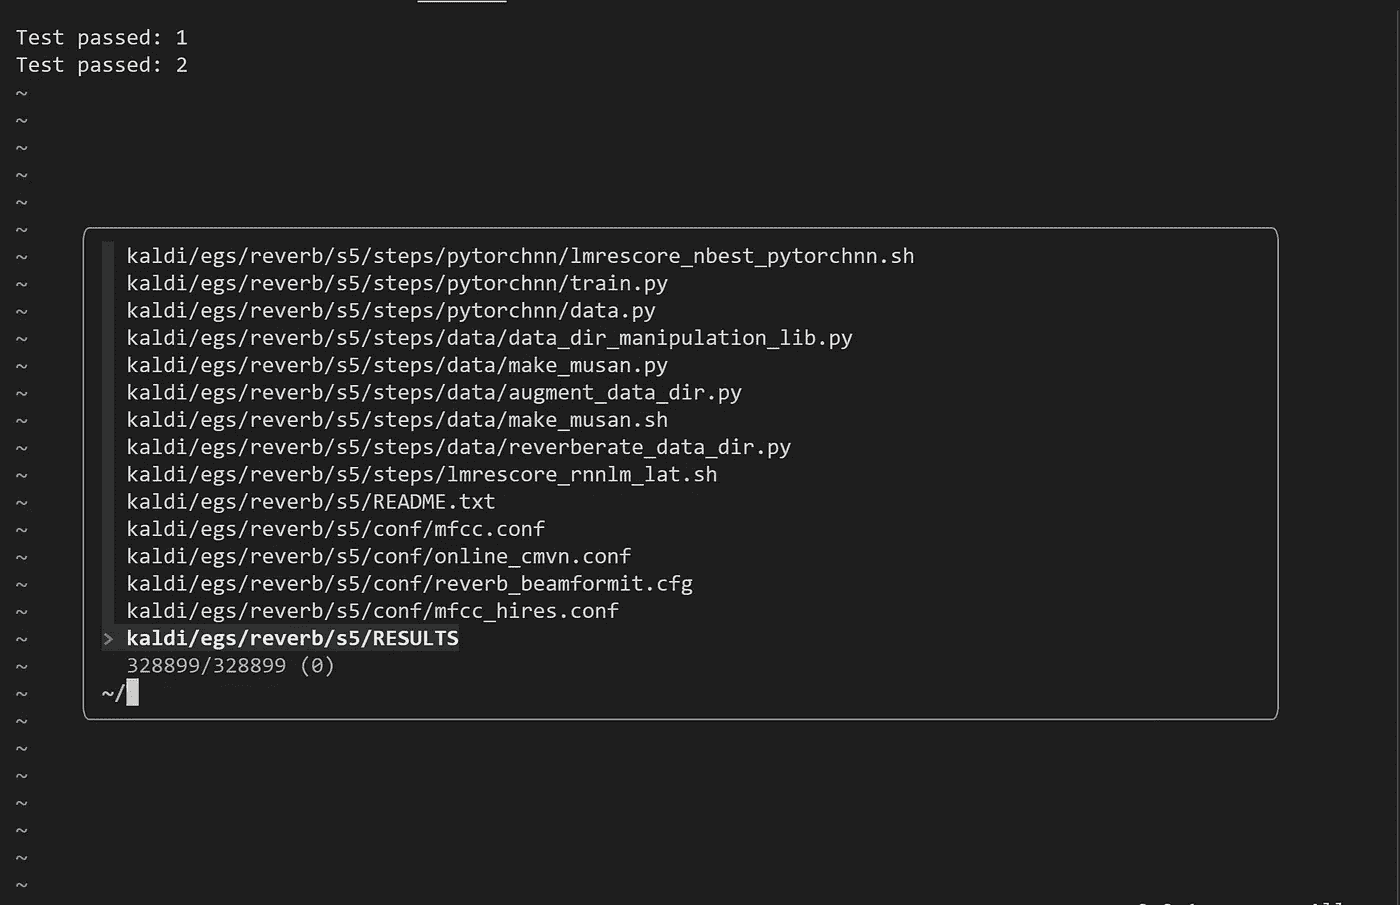 Test passed: 1
Test passed: 2
~
~
~
~
~
~
~ kaldi/egs/reverb/s5/steps/pytorchnn/lmrescore_nbest_pytorchnn.sh
~ kaldi/egs/reverb/s5/steps/pytorchnn/train.py
~ kaldi/egs/reverb/s5/steps/pytorchnn/data.py
~ kaldi/egs/reverb/s5/steps/data/data_dir_manipulation_lib.py
~ kaldi/egs/reverb/s5/steps/data/make_musan.py
~ kaldi/egs/reverb/s5/steps/data/augment_data_dir.py
~ kaldi/egs/reverb/s5/steps/data/make_musan.sh
~ kaldi/egs/reverb/s5/steps/data/reverberate_data_dir.py
~ kaldi/egs/reverb/s5/steps/lmrescore_rnnlm_lat.sh
~ kaldi/egs/reverb/s5/README.txt
~ kaldi/egs/reverb/s5/conf/mfcc.conf
~ kaldi/egs/reverb/s5/conf/online_cmvn.conf
~ kaldi/egs/reverb/s5/conf/reverb_beamformit.cfg
~ kaldi/egs/reverb/s5/conf/mfcc_hires.conf
~ > kaldi/egs/reverb/s5/RESULTS
~ 328899/328899 (0)
~ ~/
~
~
~
~
~
~
~